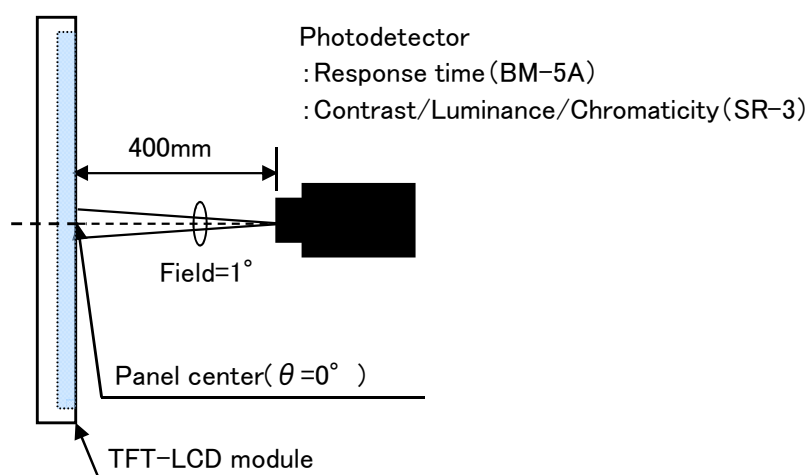 Photodetector
:Response time(BM-5A)
:Contrast/Luminance/Chromaticity(SR-3)
400mm
Field=1°
Panel center(θ=0° )
TFT-LCD module